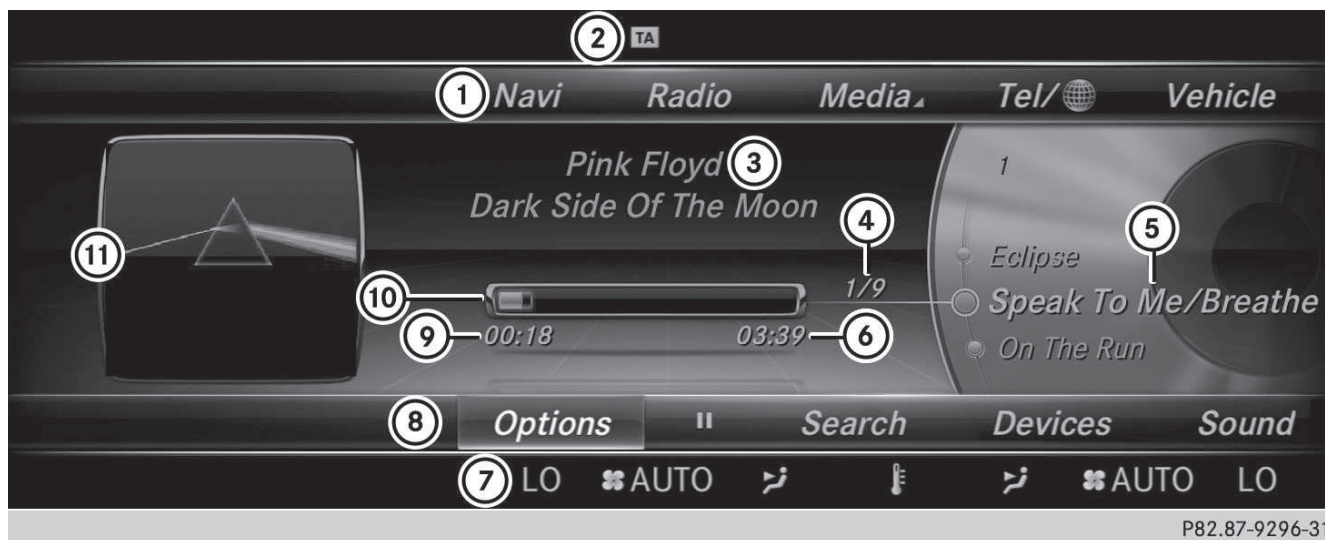 2 TA
1 Navi Radio Media Tel/ Vehicle
Pink Floyd 3
Dark Side Of The Moon
1
4
5
11
Eclipse
10
1/9
Speak To Me/Breathe
9 00:18 03:39 6
On The Run
8 Options Search Devices Sound
7 LO AUTO AUTO LO
P82.87-9296-31